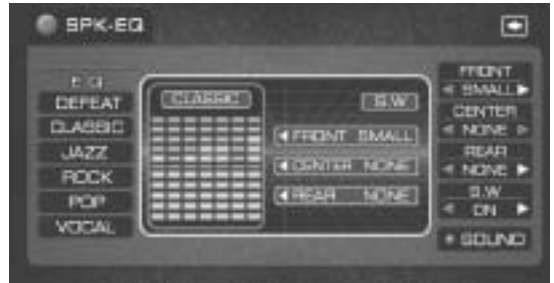 SPK-EQ
EQ
DEFEAT
CLASSIC
JAZZ
ROCK
POP
VOCAL
CLASSIC
S.W
FRONT SMALL
CENTER NONE
REAR NONE
FRONT
SMALL
CENTER
NONE
REAR
NONE
S.W
ON
SOUND